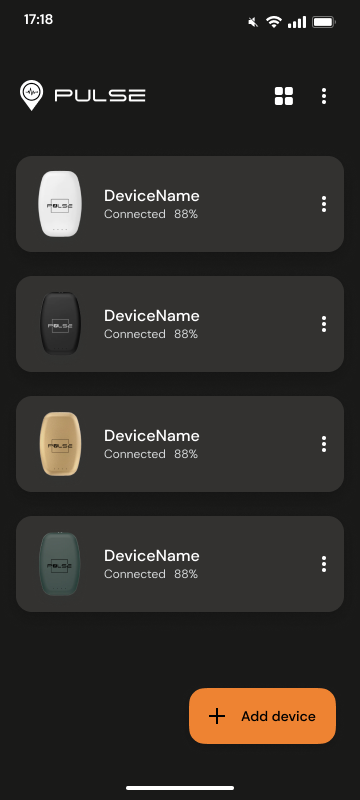 17:18
PULSE
PULSE
DeviceName
Connected 88%
PULSE
DeviceName
Connected 88%
PULSE
DeviceName
Connected 88%
PULSE
DeviceName
Connected 88%
Add device